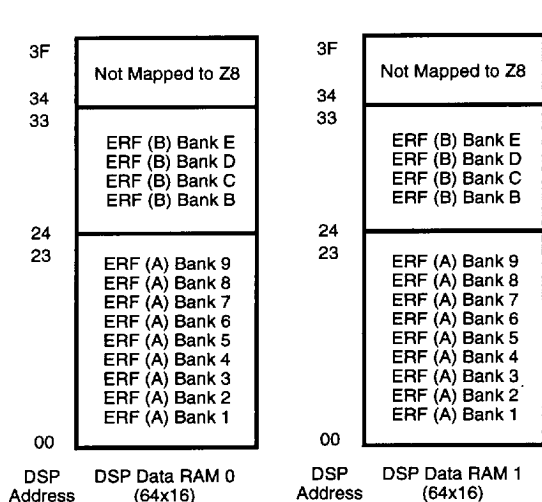 3F
Not Mapped to Z8
34
33
ERF (B) Bank E
ERF (B) Bank D
ERF (B) Bank C
ERF (B) Bank B
24
23
ERF (A) Bank 9
ERF (A) Bank 8
ERF (A) Bank 7
ERF (A) Bank 6
ERF (A) Bank 5
ERF (A) Bank 4
ERF (A) Bank 3
ERF (A) Bank 2
ERF (A) Bank 1
00
DSP Address
DSP Data RAM 0
(64x16)
3F
Not Mapped to Z8
34
33
ERF (B) Bank E
ERF (B) Bank D
ERF (B) Bank C
ERF (B) Bank B
24
23
ERF (A) Bank 9
ERF (A) Bank 8
ERF (A) Bank 7
ERF (A) Bank 6
ERF (A) Bank 5
ERF (A) Bank 4
ERF (A) Bank 3
ERF (A) Bank 2
ERF (A) Bank 1
00
DSP
Address
DSP Data RAM 1
(64x16)